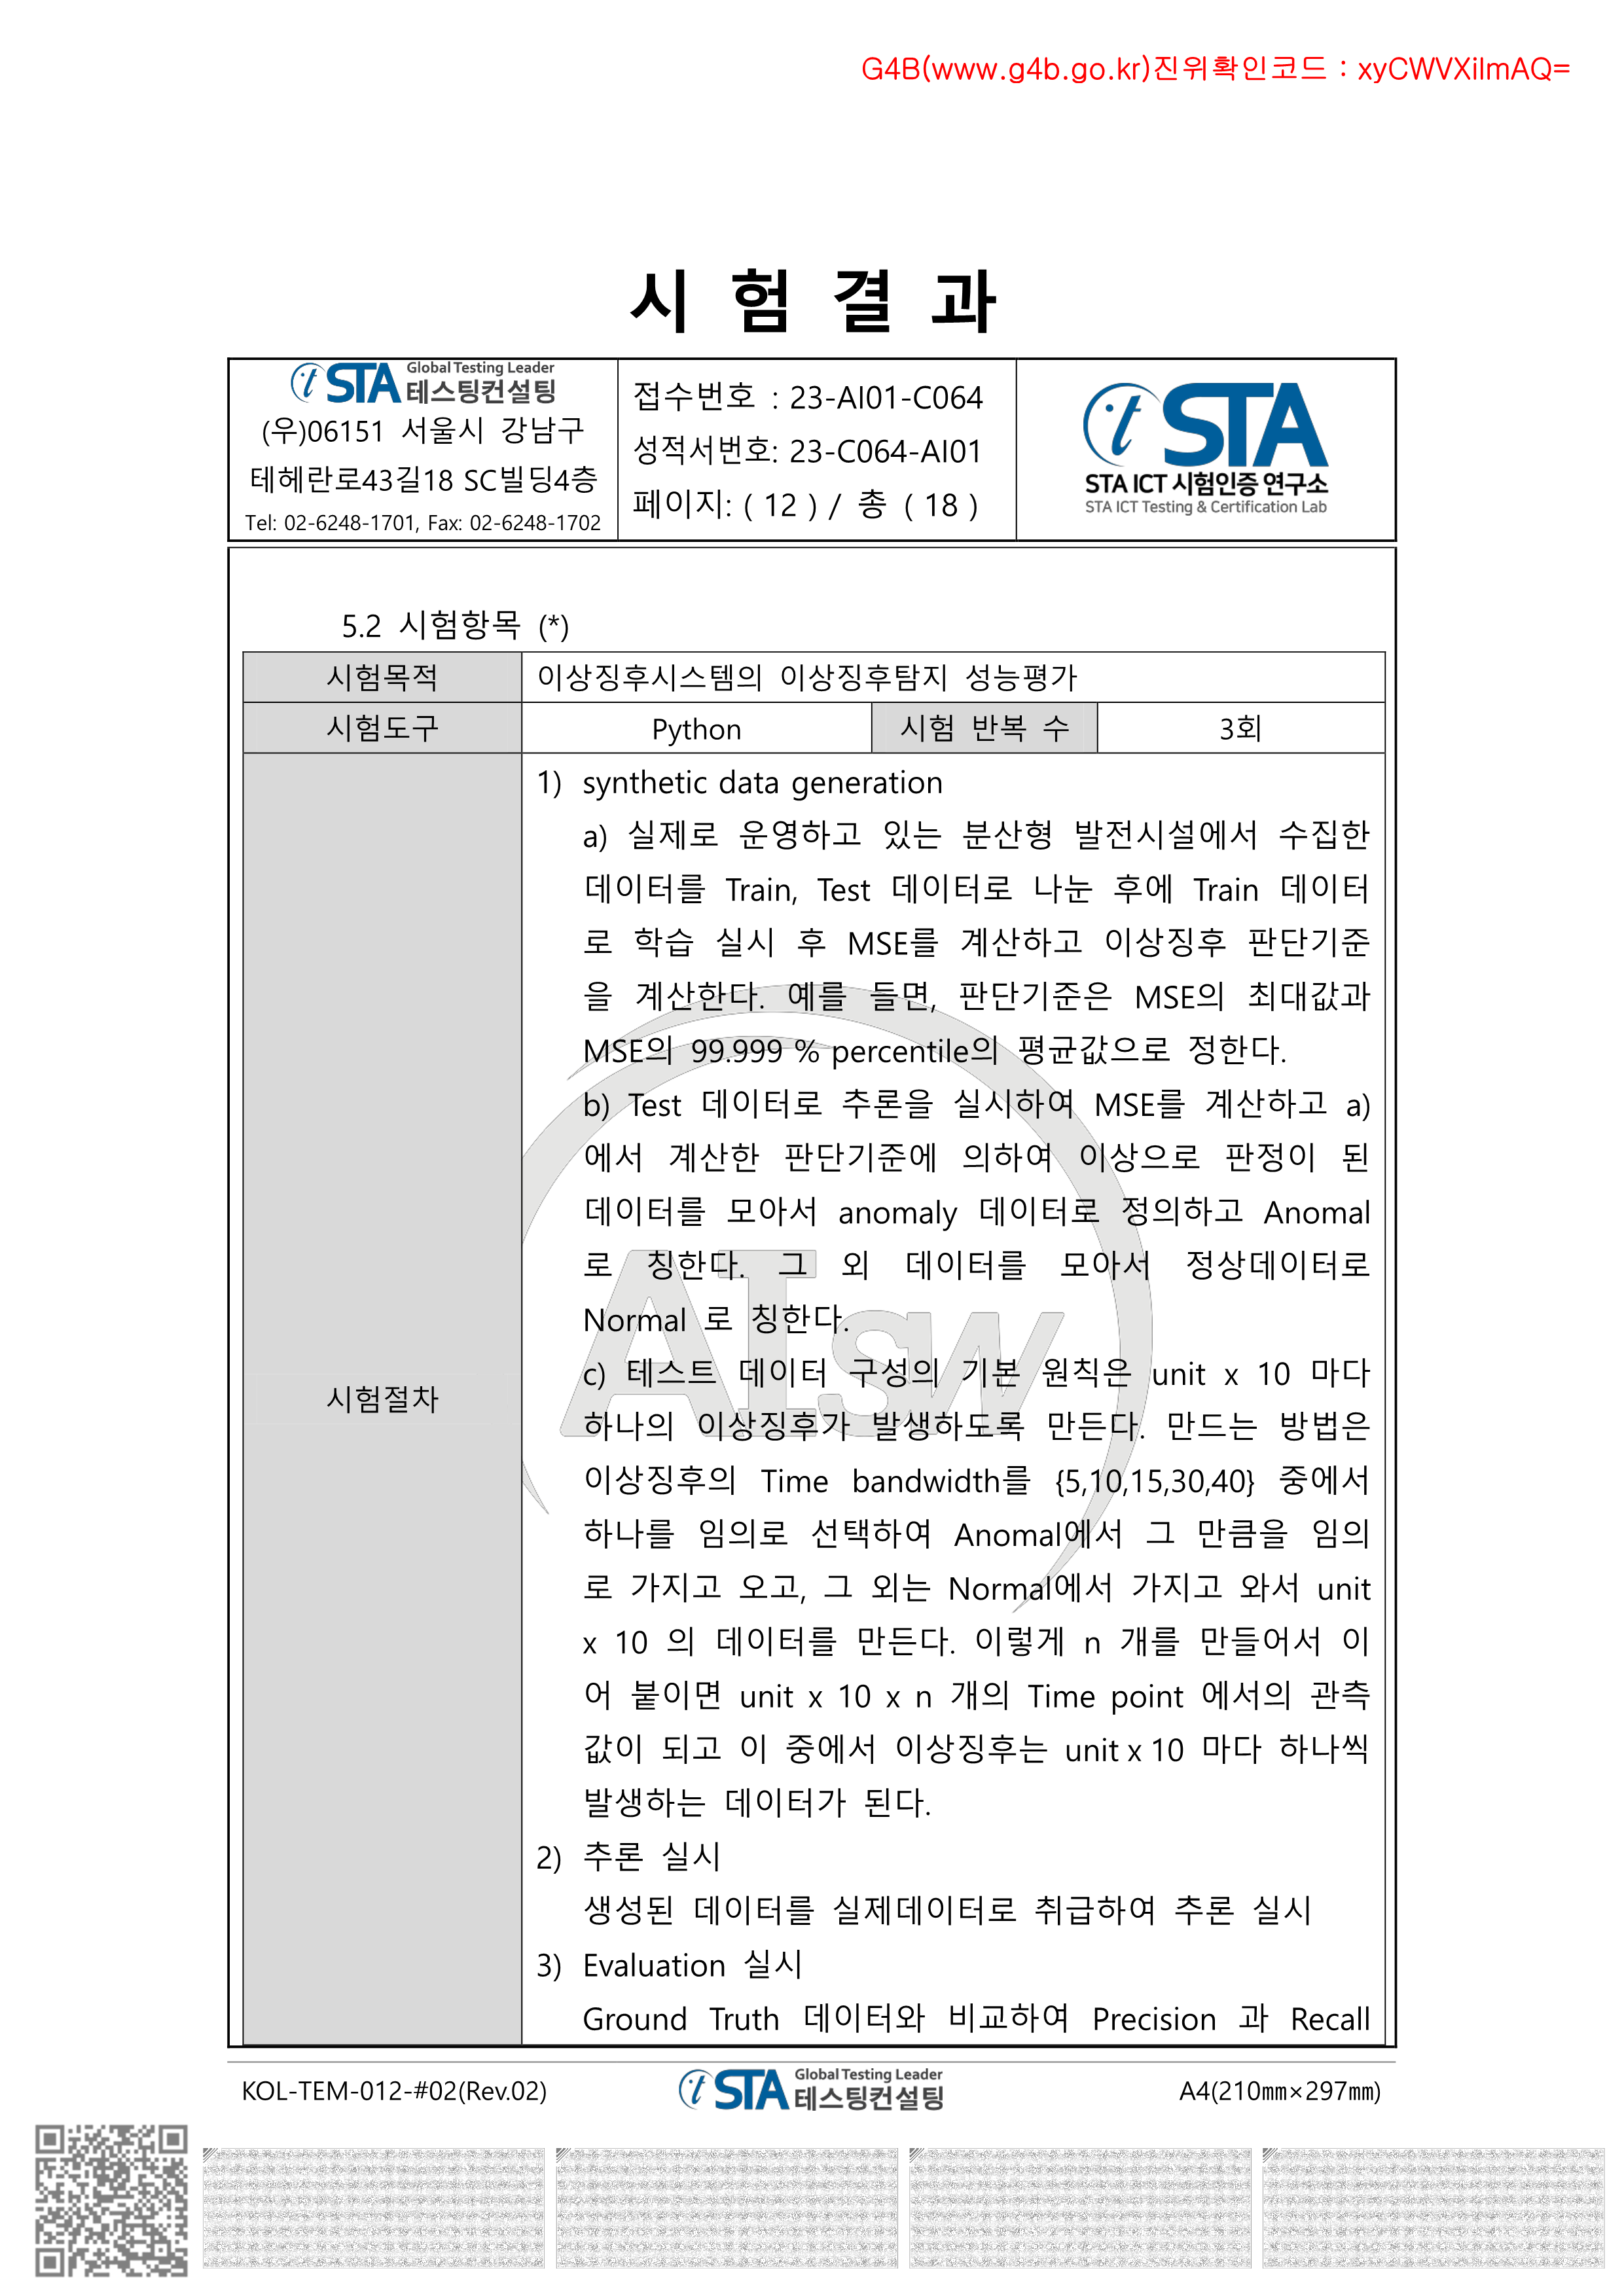 G4B(www.g4b.go.kr)진위확인코드 : xyCWVXiImAQ=
시 험 결 과
t STA Global Testing Leader 테스팅컨설팅
(우)06151 서울시 강남구
테헤란로43길18 SC빌딩4층
Tel: 02-6248-1701, Fax: 02-6248-1702
접수번호 : 23-AI01-C064
성적서번호: 23-C064-AI01
페이지: ( 12 ) / 총 ( 18 )
t STA
STA ICT 시험인증 연구소
STA ICT Testing & Certification Lab
5.2 시험항목 (*)
시험목적 이상징후시스템의 이상징후탐지 성능평가
시험도구 Python 시험 반복 수 3회
시험절차
1) synthetic data generation
a) 실제로 운영하고 있는 분산형 발전시설에서 수집한
데이터를 Train, Test 데이터로 나눈 후에 Train 데이터
로 학습 실시 후 MSE를 계산하고 이상징후 판단기준
을 계산한다. 예를 들면, 판단기준은 MSE의 최대값과
MSE의 99.999 % percentile의 평균값으로 정한다.
b) Test 데이터로 추론을 실시하여 MSE를 계산하고 a)
에서 계산한 판단기준에 의하여 이상으로 판정이 된
데이터를 모아서 anomaly 데이터로 정의하고 Anomal
로 칭한다. 그 외 데이터를 모아서 정상데이터로
Normal 로 칭한다.
c) 테스트 데이터 구성의 기본 원칙은 unit x 10 마다
하나의 이상징후가 발생하도록 만든다. 만드는 방법은
이상징후의 Time bandwidth를 {5,10,15,30,40} 중에서
하나를 임의로 선택하여 Anomal에서 그 만큼을 임의
로 가지고 오고, 그 외는 Normal에서 가지고 와서 unit
x 10 의 데이터를 만든다. 이렇게 n 개를 만들어서 이
어 붙이면 unit x 10 x n 개의 Time point 에서의 관측
값이 되고 이 중에서 이상징후는 unit x 10 마다 하나씩
발생하는 데이터가 된다.
2) 추론 실시
생성된 데이터를 실제데이터로 취급하여 추론 실시
3) Evaluation 실시
Ground Truth 데이터와 비교하여 Precision 과 Recall
AIsw
KOL-TEM-012-#02(Rev.02)
t STA Global Testing Leader 테스팅컨설팅
A4(210㎜×297㎜)